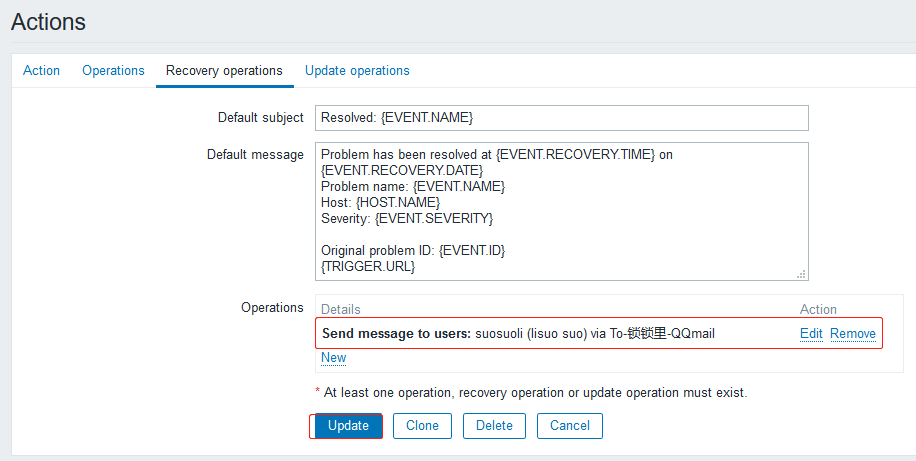 Actions
Action Operations Recovery operations Update operations
Default subject Resolved: {EVENT.NAME}
Default message Problem has been resolved at {EVENT.RECOVERY.TIME} on
{EVENT.RECOVERY.DATE}
Problem name: {EVENT.NAME}
Host: {HOST.NAME}
Severity: {EVENT.SEVERITY}
Original problem ID: {EVENT.ID}
{TRIGGER.URL}
Operations Details Action
Send message to users: suosuoli (lisuo suo) via To-锁锁里-QQmail Edit Remove
New
* At least one operation, recovery operation or update operation must exist.
Update Clone Delete Cancel